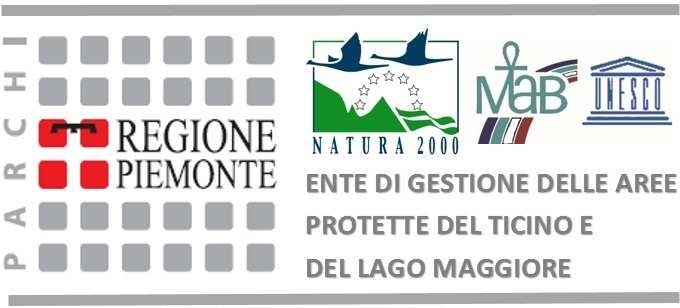 PARCHI
REGIONE
PIEMONTE
NATURA 2000
MaB
UNESCO
ENTE DI GESTIONE DELLE AREE
PROTETTE DEL TICINO E
DEL LAGO MAGGIORE